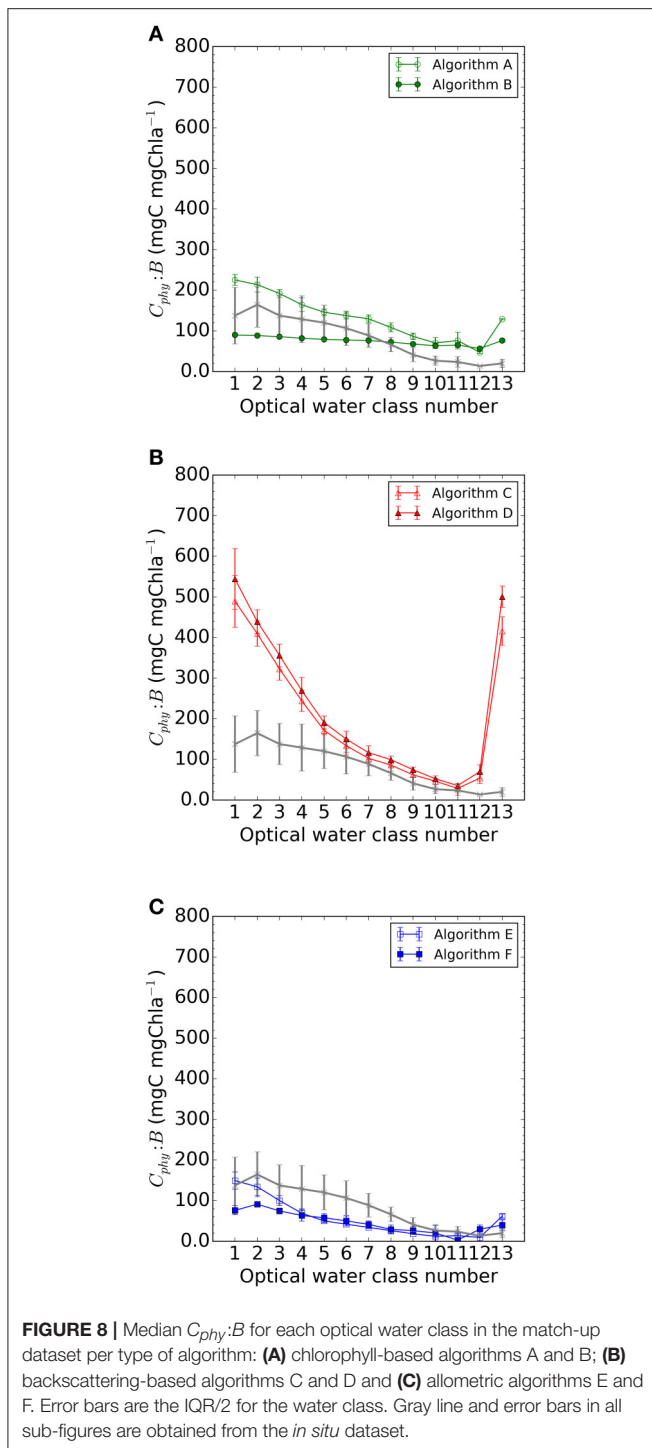 A
800
700
600
500
400
300
200
100
0.0
C_phy:B (mgC mgChla⁻¹)
Algorithm A
Algorithm B
1 2 3 4 5 6 7 8 9 10 11 12 13
Optical water class number
B
800
700
600
500
400
300
200
100
0.0
C_phy:B (mgC mgChla⁻¹)
Algorithm C
Algorithm D
1 2 3 4 5 6 7 8 9 10 11 12 13
Optical water class number
C
800
700
600
500
400
300
200
100
0.0
C_phy:B (mgC mgChla⁻¹)
Algorithm E
Algorithm F
1 2 3 4 5 6 7 8 9 10 11 12 13
Optical water class number
FIGURE 8 | Median C_phy:B for each optical water class in the match-up
dataset per type of algorithm: (A) chlorophyll-based algorithms A and B; (B)
backscattering-based algorithms C and D and (C) allometric algorithms E and
F. Error bars are the IQR/2 for the water class. Gray line and error bars in all
sub-figures are obtained from the in situ dataset.